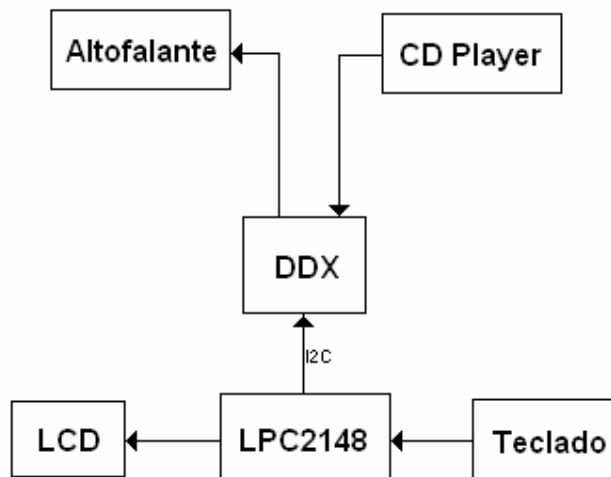 Altofalante
CD Player
DDX
I2C
LCD
LPC2148
Teclado